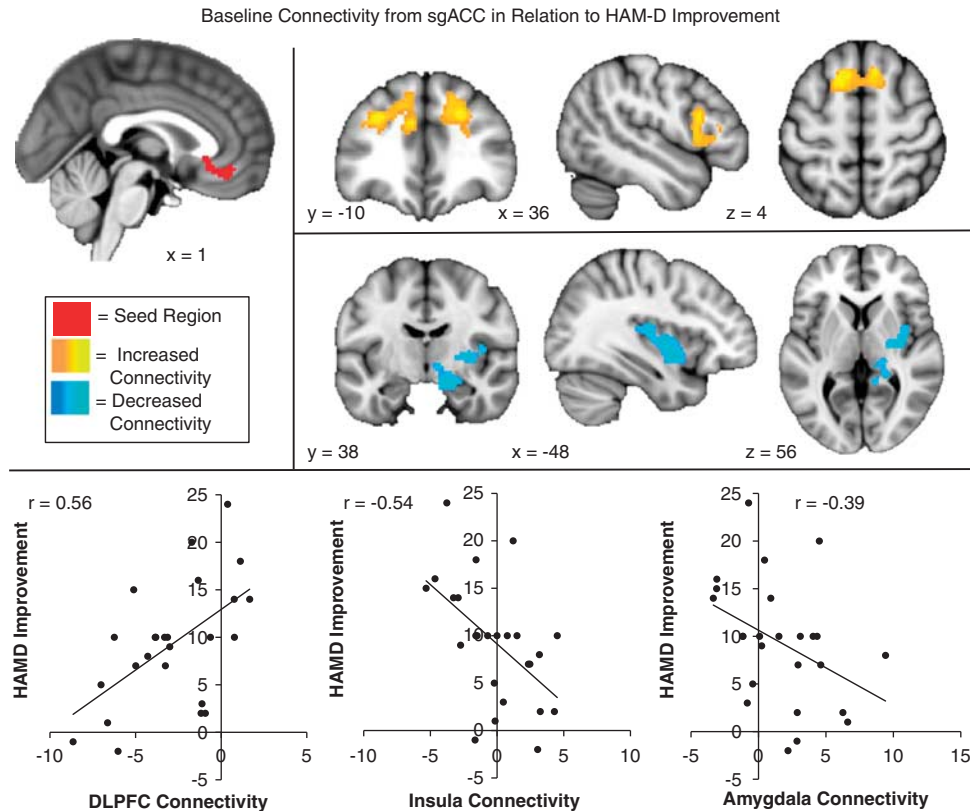 Baseline Connectivity from sgACC in Relation to HAM-D Improvement
x = 1
y = -10
x = 36
z = 4
= Seed Region
= Increased
Connectivity
= Decreased
Connectivity
y = 38
x = -48
z = 56
r = 0.56
HAMD Improvement
25
20
15
10
5
0
-5
-10
-5
0
5
DLPFC Connectivity
r = -0.54
HAMD Improvement
25
20
15
10
5
0
-5
-10
-5
0
5
10
Insula Connectivity
r = -0.39
HAMD Improvement
25
20
15
10
5
0
-5
-5
0
5
10
15
Amygdala Connectivity